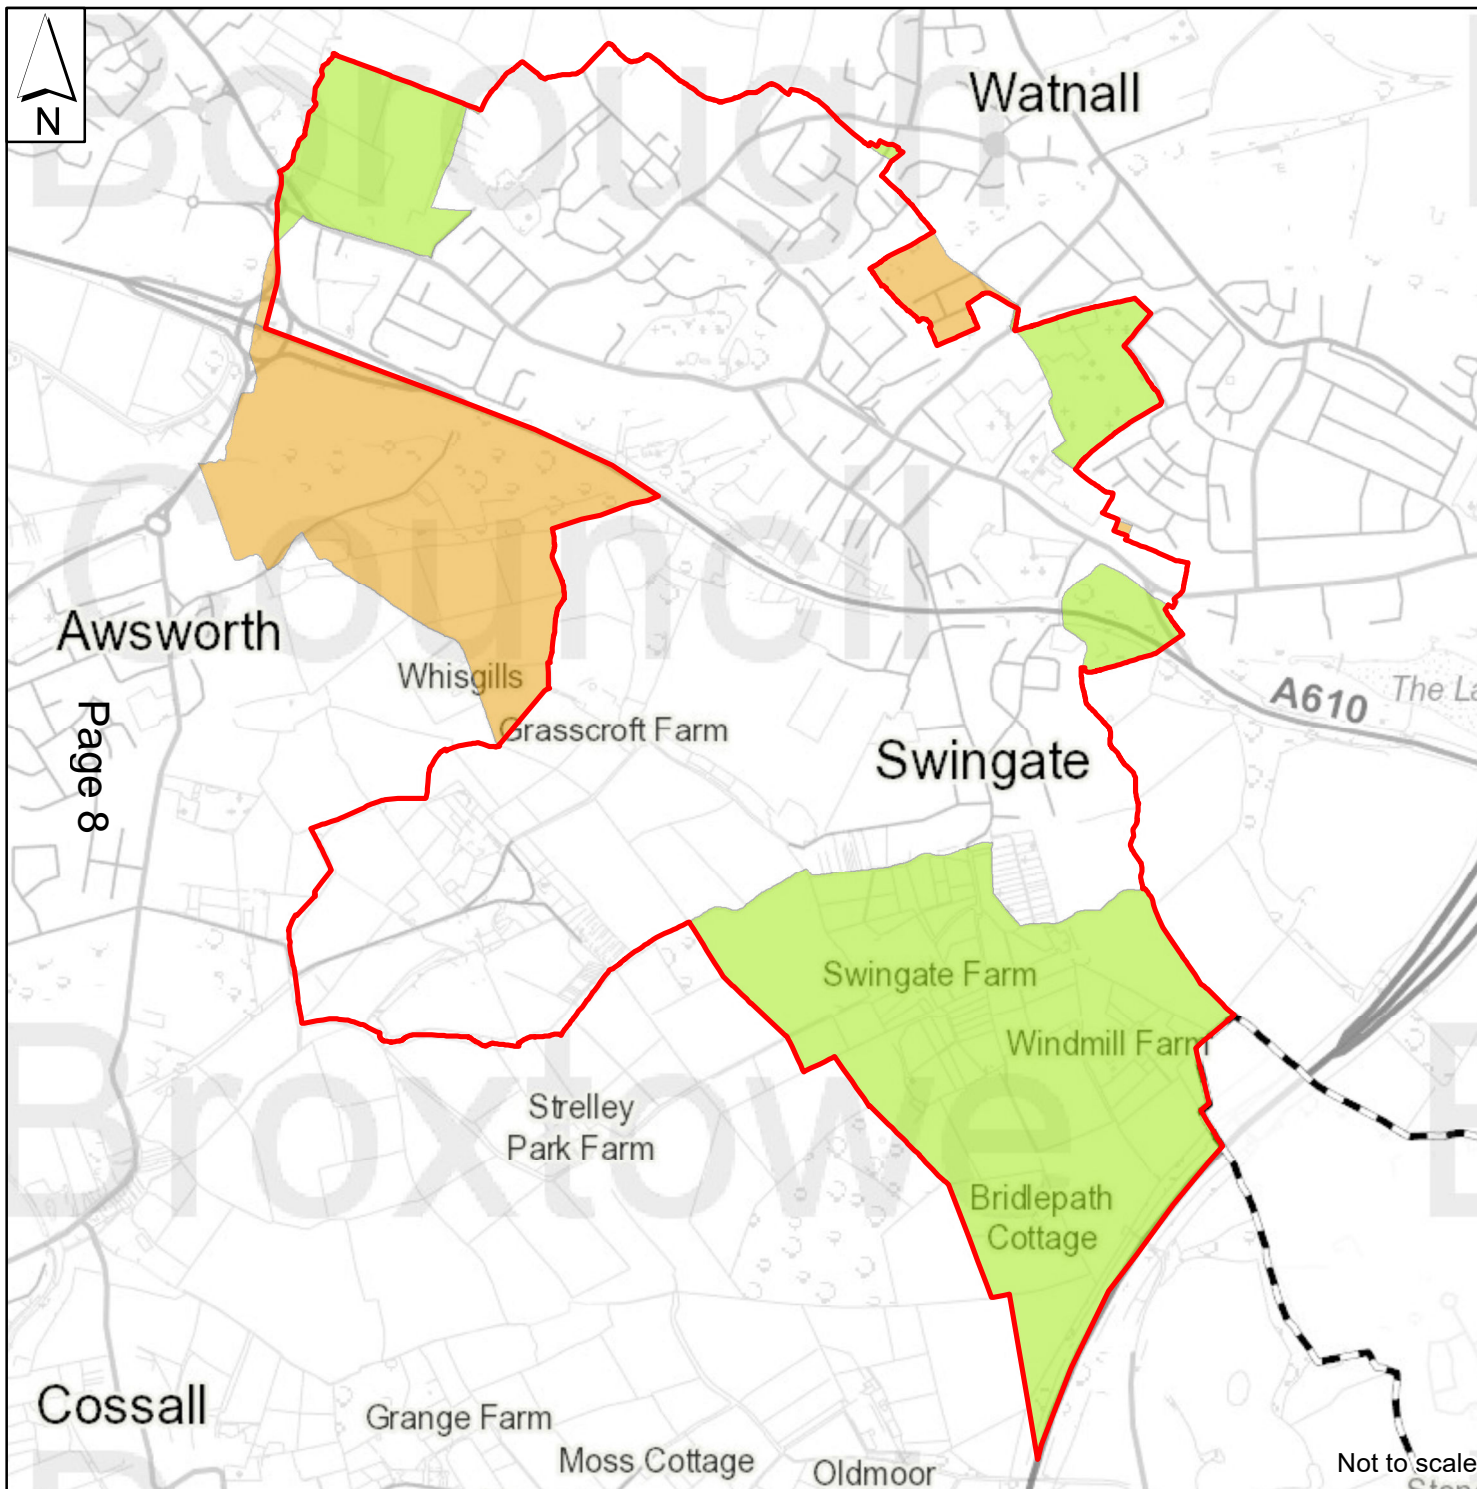 N
Borough
Watnall
Council
Awsworth
Whisgills
Grasscroft Farm
A610
The La
Page 8
Swingate
Swingate Farm
Windmill Farm
Broxtowe
Strelley
Park Farm
Bridlepath
Cottage
Cossall
Grange Farm
Moss Cottage
Oldmoor
Not to scale